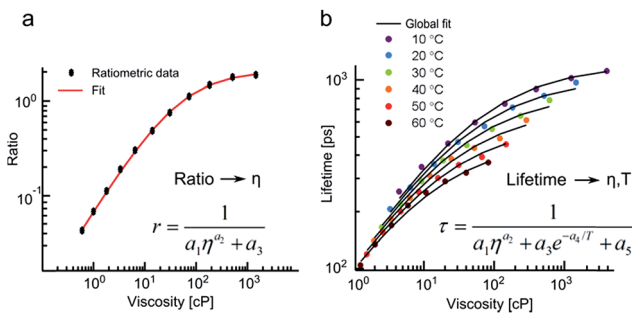 a
Ratio
10⁰
10⁻¹
Ratiometric data
Fit
Ratio → η
r = 1 / (a₁η^a₂ + a₃)
10⁰ 10¹ 10² 10³
Viscosity [cP]
b
Lifetime [ps]
10³
10²
Global fit
10 °C
20 °C
30 °C
40 °C
50 °C
60 °C
Lifetime → η,T
τ = 1 / (a₁η^a₂ + a₃e^(-a₄/T) + a₅)
10⁰ 10¹ 10² 10³
Viscosity [cP]